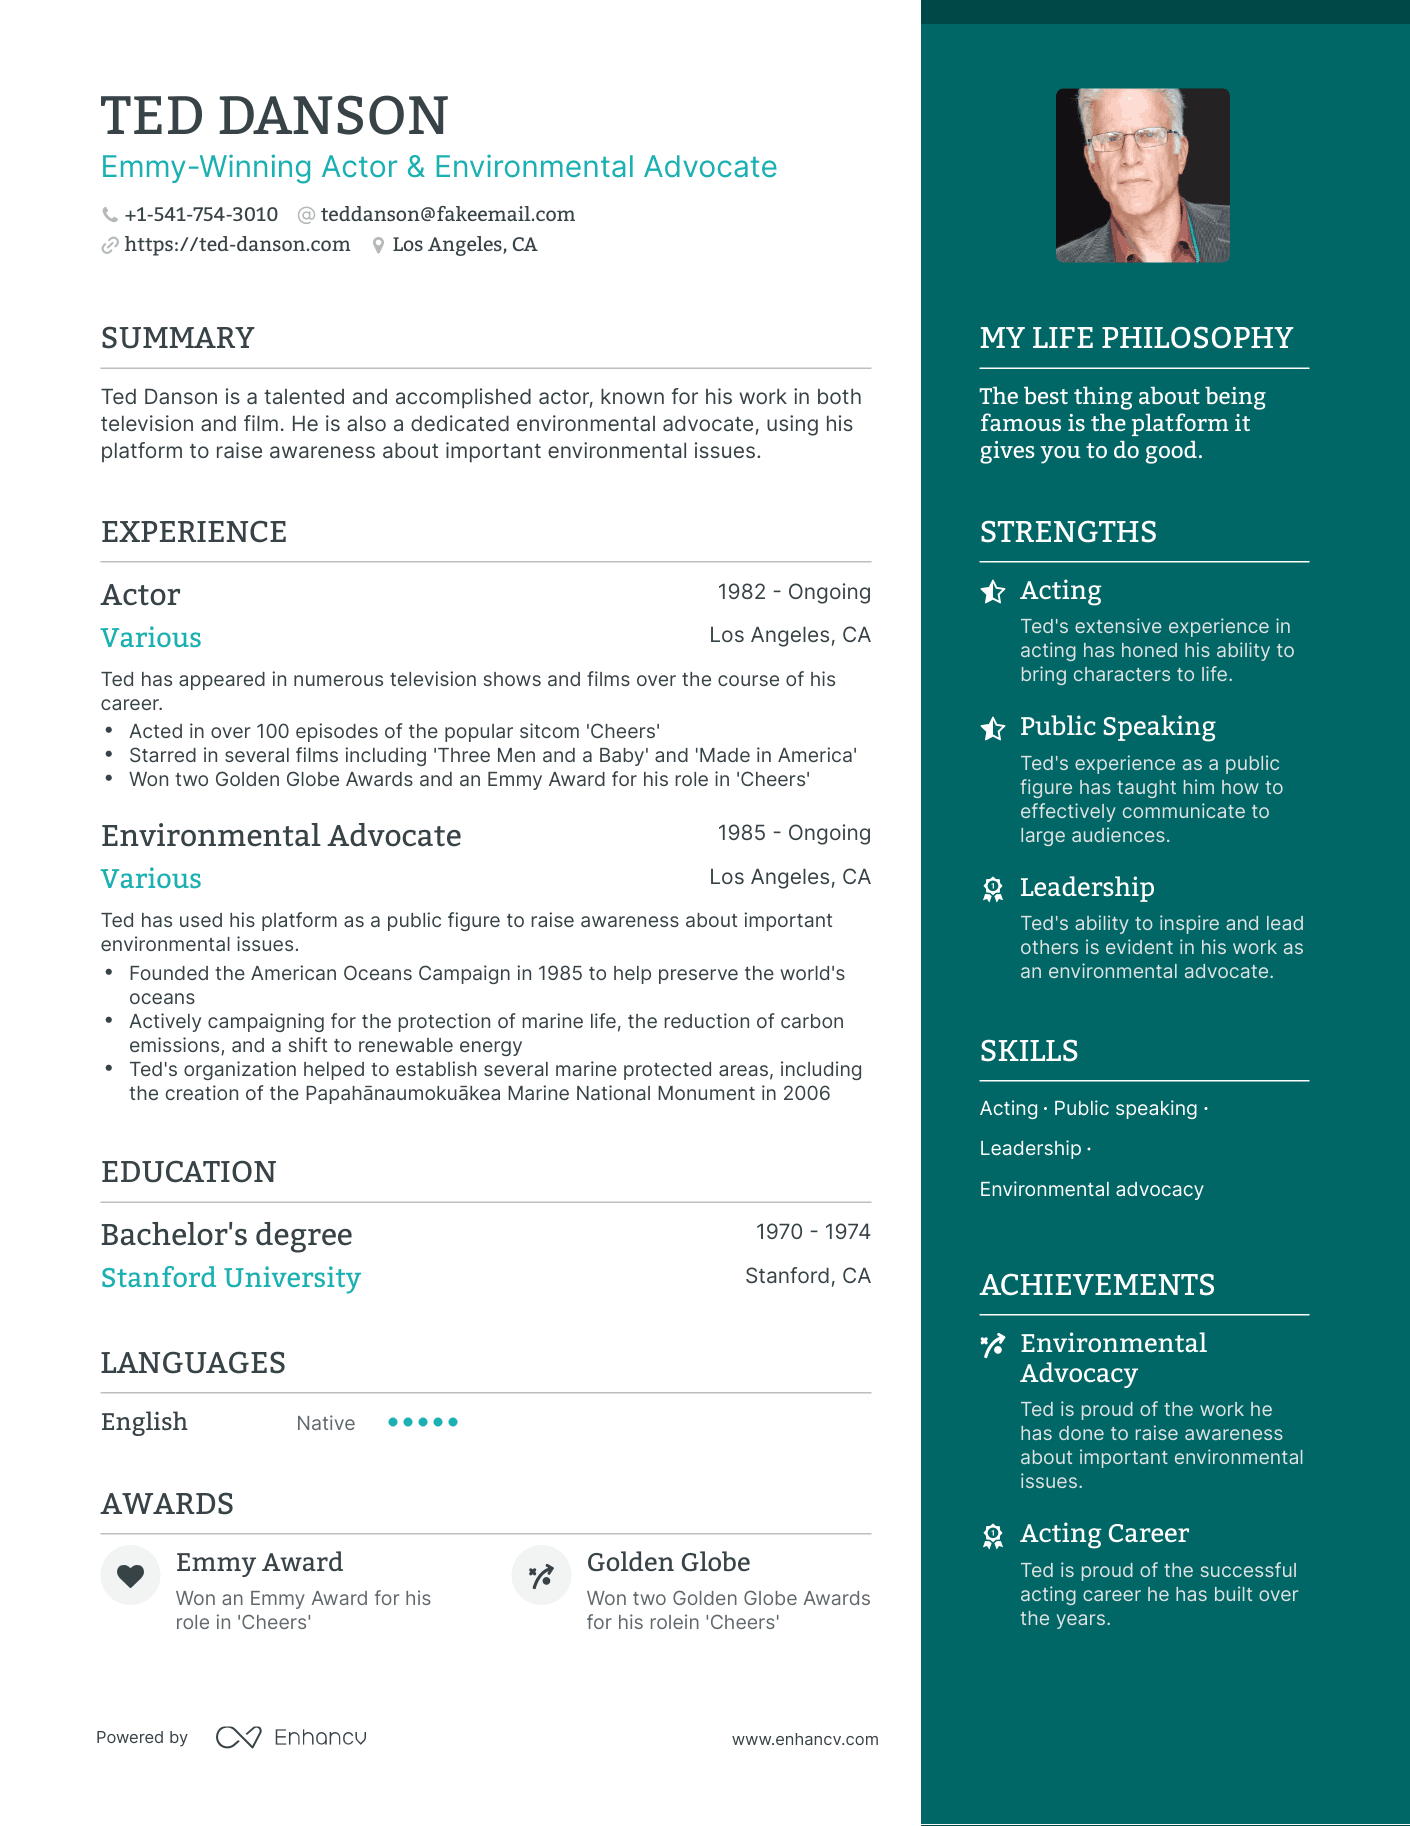 TED DANSON
Emmy-Winning Actor & Environmental Advocate
+1-541-754-3010 @ teddanson@fakeemail.com
https://ted-danson.com Los Angeles, CA
SUMMARY
Ted Danson is a talented and accomplished actor, known for his work in both
television and film. He is also a dedicated environmental advocate, using his
platform to raise awareness about important environmental issues.
EXPERIENCE
Actor 1982 - Ongoing
Various Los Angeles, CA
Ted has appeared in numerous television shows and films over the course of his
career.
• Acted in over 100 episodes of the popular sitcom 'Cheers'
• Starred in several films including 'Three Men and a Baby' and 'Made in America'
• Won two Golden Globe Awards and an Emmy Award for his role in 'Cheers'
Environmental Advocate 1985 - Ongoing
Various Los Angeles, CA
Ted has used his platform as a public figure to raise awareness about important
environmental issues.
• Founded the American Oceans Campaign in 1985 to help preserve the world's
oceans
• Actively campaigning for the protection of marine life, the reduction of carbon
emissions, and a shift to renewable energy
• Ted's organization helped to establish several marine protected areas, including
the creation of the Papahānaumokuākea Marine National Monument in 2006
EDUCATION
Bachelor's degree 1970 - 1974
Stanford University Stanford, CA
LANGUAGES
English Native
AWARDS
Emmy Award
Won an Emmy Award for his
role in 'Cheers'
Golden Globe
Won two Golden Globe Awards
for his rolein 'Cheers'
Powered by Enhancv www.enhancv.com
MY LIFE PHILOSOPHY
The best thing about being
famous is the platform it
gives you to do good.
STRENGTHS
Acting
Ted's extensive experience in
acting has honed his ability to
bring characters to life.
Public Speaking
Ted's experience as a public
figure has taught him how to
effectively communicate to
large audiences.
Leadership
Ted's ability to inspire and lead
others is evident in his work as
an environmental advocate.
SKILLS
Acting · Public speaking ·
Leadership ·
Environmental advocacy
ACHIEVEMENTS
Environmental
Advocacy
Ted is proud of the work he
has done to raise awareness
about important environmental
issues.
Acting Career
Ted is proud of the successful
acting career he has built over
the years.